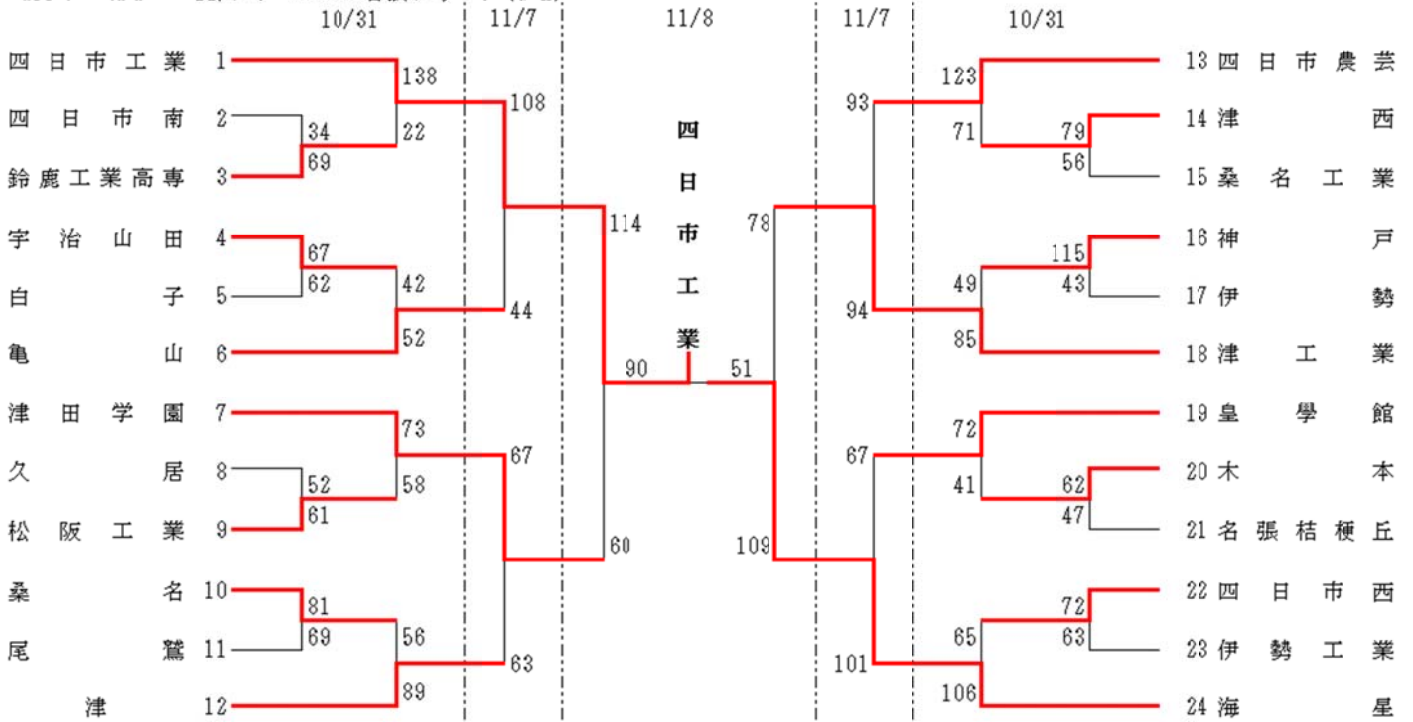 10/31 11/7 11/8 11/7 10/31
四日市工業 1 13 四日市農芸
138 123
108 93
四日市南 2 14 津西
34 22 71 79
69 56
鈴鹿工業高専 3 15 桑名工業
四日市工業
114 78
宇治山田 4 16 神戸
67 115
62 42 49 43
白子 5 17 伊勢
44 94
52 85
亀山 6 18 津工業
90 51
津田学園 7 19 皇學館
73 72
67 67
久居 8 20 木本
52 58 41 62
61 47
松阪工業 9 21 名張桔梗丘
60 109
桑名 10 22 四日市西
81 72
69 56 65 63
尾鷲 11 23 伊勢工業
63 101
89 106
津 12 24 海星